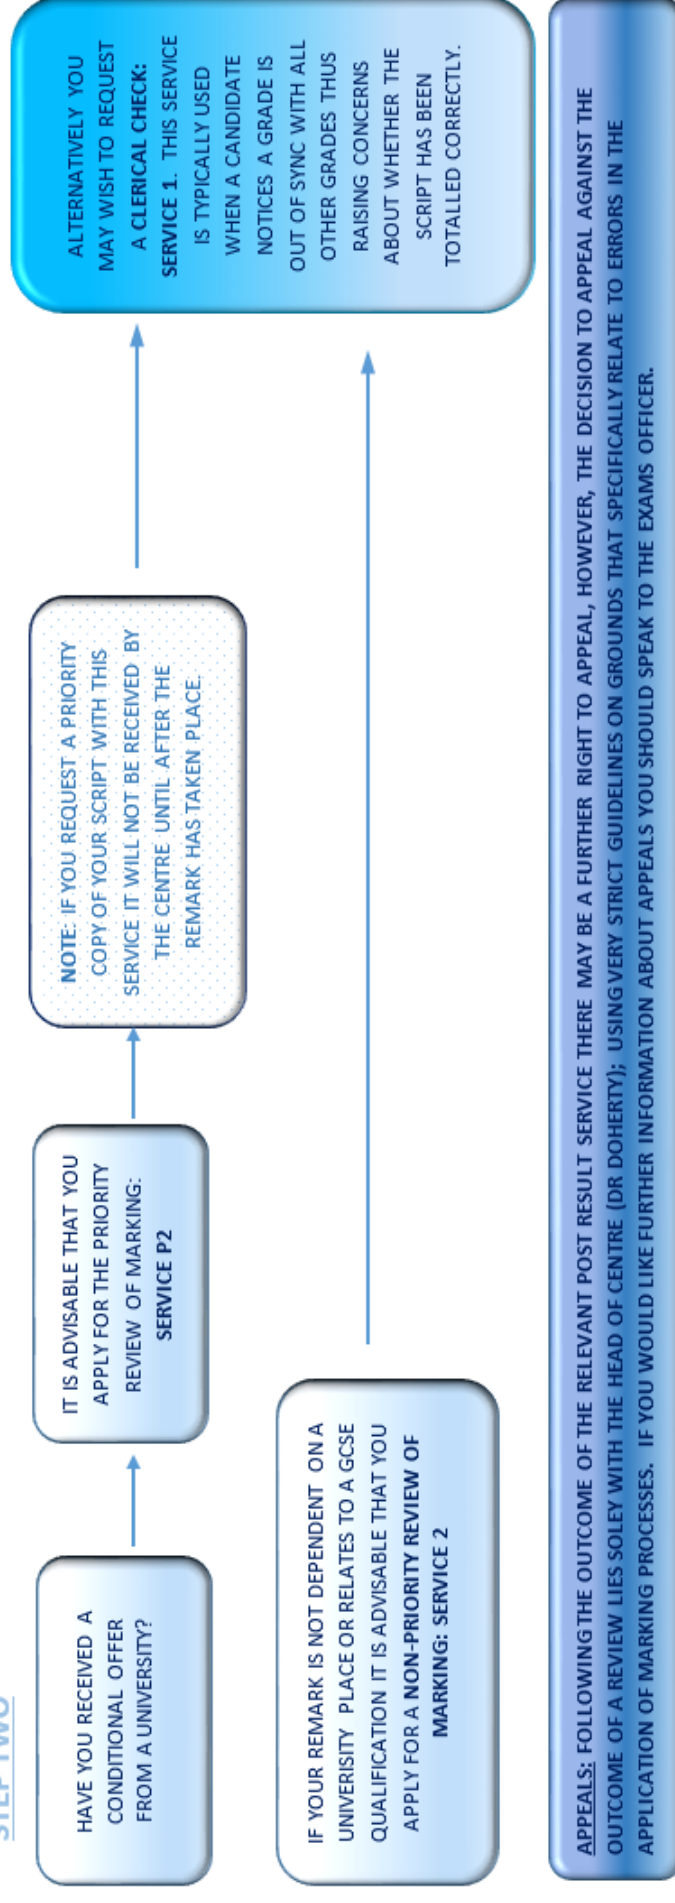 STEP TWO
HAVE YOU RECEIVED A
CONDITIONAL OFFER
FROM A UNIVERSITY?
IT IS ADVISABLE THAT YOU
APPLY FOR THE PRIORITY
REVIEW OF MARKING:
SERVICE P2
NOTE: IF YOU REQUEST A PRIORITY
COPY OF YOUR SCRIPT WITH THIS
SERVICE IT WILL NOT BE RECEIVED BY
THE CENTRE UNTIL AFTER THE
REMARK HAS TAKEN PLACE.
ALTERNATIVELY YOU
MAY WISH TO REQUEST
A CLERICAL CHECK:
SERVICE 1. THIS SERVICE
IS TYPICALLY USED
WHEN A CANDIDATE
NOTICES A GRADE IS
OUT OF SYNC WITH ALL
OTHER GRADES THUS
RAISING CONCERNS
ABOUT WHETHER THE
SCRIPT HAS BEEN
TOTALLED CORRECTLY.
IF YOUR REMARK IS NOT DEPENDENT ON A
UNIVERISITY PLACE OR RELATES TO A GCSE
QUALIFICATION IT IS ADVISABLE THAT YOU
APPLY FOR A NON-PRIORITY REVIEW OF
MARKING: SERVICE 2
APPEALS: FOLLOWING THE OUTCOME OF THE RELEVANT POST RESULT SERVICE THERE MAY BE A FURTHER RIGHT TO APPEAL, HOWEVER, THE DECISION TO APPEAL AGAINST THE
OUTCOME OF A REVIEW LIES SOLEY WITH THE HEAD OF CENTRE (DR DOHERTY); USING VERY STRICT GUIDELINES ON GROUNDS THAT SPECIFICALLY RELATE TO ERRORS IN THE
APPLICATION OF MARKING PROCESSES. IF YOU WOULD LIKE FURTHER INFORMATION ABOUT APPEALS YOU SHOULD SPEAK TO THE EXAMS OFFICER.